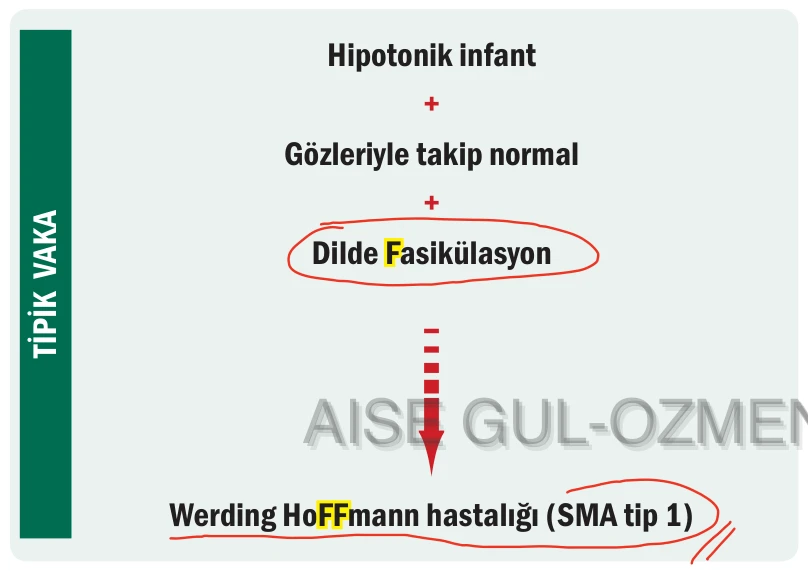 TİPİK VAKA
Hipotonik infant
+
Gözleriyle takip normal
+
Dilde Fasikülasyon
AISE GUL-OZMEN
Werding HoFFmann hastalığı (SMA tip 1)